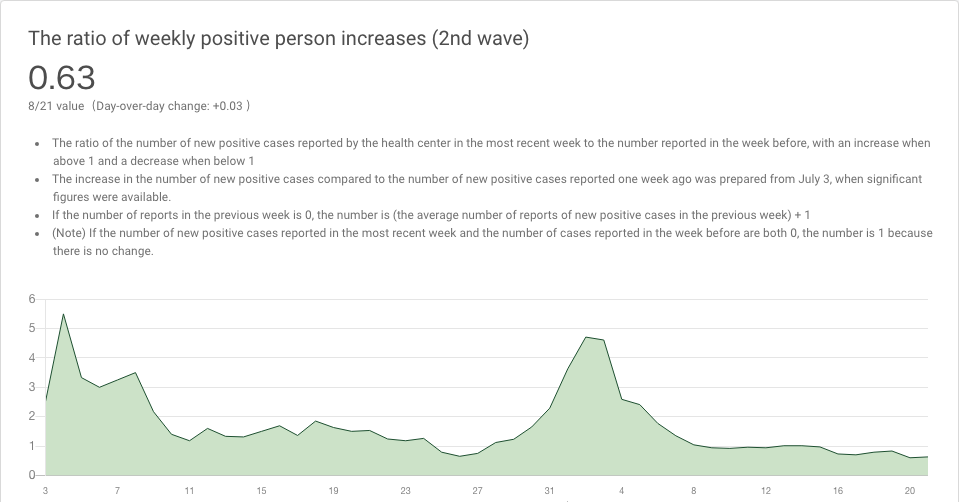 The ratio of weekly positive person increases (2nd wave)
0.63
8/21 value （Day-over-day change: +0.03 ）
• The ratio of the number of new positive cases reported by the health center in the most recent week to the number reported in the week before, with an increase when
above 1 and a decrease when below 1
• The increase in the number of new positive cases compared to the number of new positive cases reported one week ago was prepared from July 3, when significant
figures were available.
• If the number of reports in the previous week is 0, the number is (the average number of reports of new positive cases in the previous week) + 1
• (Note) If the number of new positive cases reported in the most recent week and the number of cases reported in the week before are both 0, the number is 1 because
there is no change.
6
5
4
3
2
1
0
3 7 11 15 19 23 27 31 4 8 12 16 20